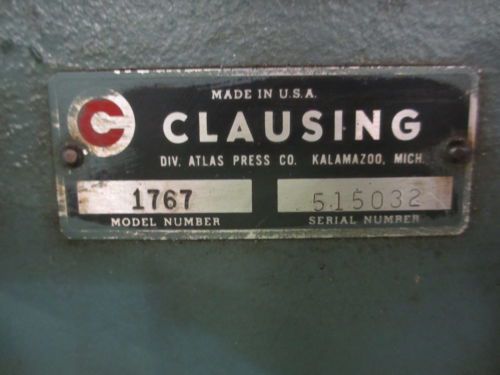 MADE IN U.S.A.
C CLAUSING
DIV. ATLAS PRESS CO. KALAMAZOO, MICH.
1767 515032
MODEL NUMBER SERIAL NUMBER